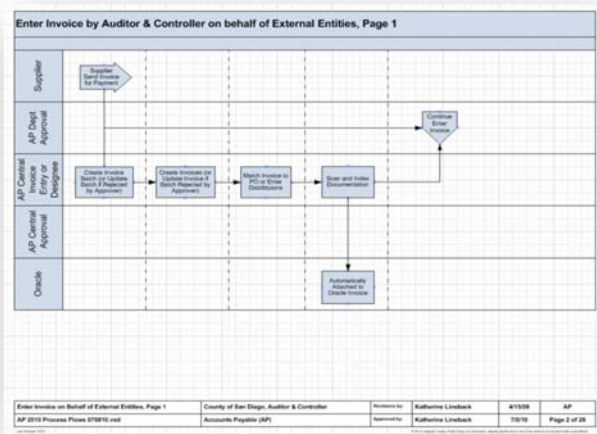 Enter Invoice by Auditor & Controller on behalf of External Entities, Page 1
Supplier
Supplier
Send Invoice
for Payment
AP Dept
Approval
Continue
Enter
Invoice
AP Central
Invoice
Entry or
Designee
Create Invoice
Batch (or Update
Batch if Rejected
by Approver)
Create Invoices (or
Update Invoice if
Batch Rejected by
Approver)
Match Invoice to
PO or Enter
Distributions
Scan and Index
Documentation
AP Central
Approval
Oracle
Automatically
Attached to
Oracle Invoice
Enter Invoice on Behalf of External Entities, Page 1
County of San Diego, Auditor & Controller
Revisions by:
Katherine Lineback
4/15/08
AP
AP 2010 Process Flows 070810 vsd
Accounts Payable (AP)
Approved by:
Katherine Lineback
7/8/10
Page 2 of 28